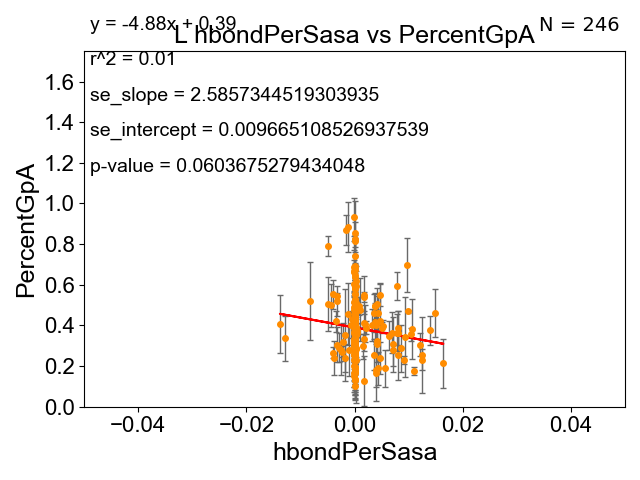 y = -4.88x + 0.39
N = 246
L hbondPerSasa vs PercentGpA
r^2 = 0.01
se_slope = 2.5857344519303935
se_intercept = 0.009665108526937539
p-value = 0.0603675279434048
1.6
1.4
1.2
1.0
0.8
0.6
0.4
0.2
0.0
PercentGpA
−0.04 −0.02 0.00 0.02 0.04
hbondPerSasa